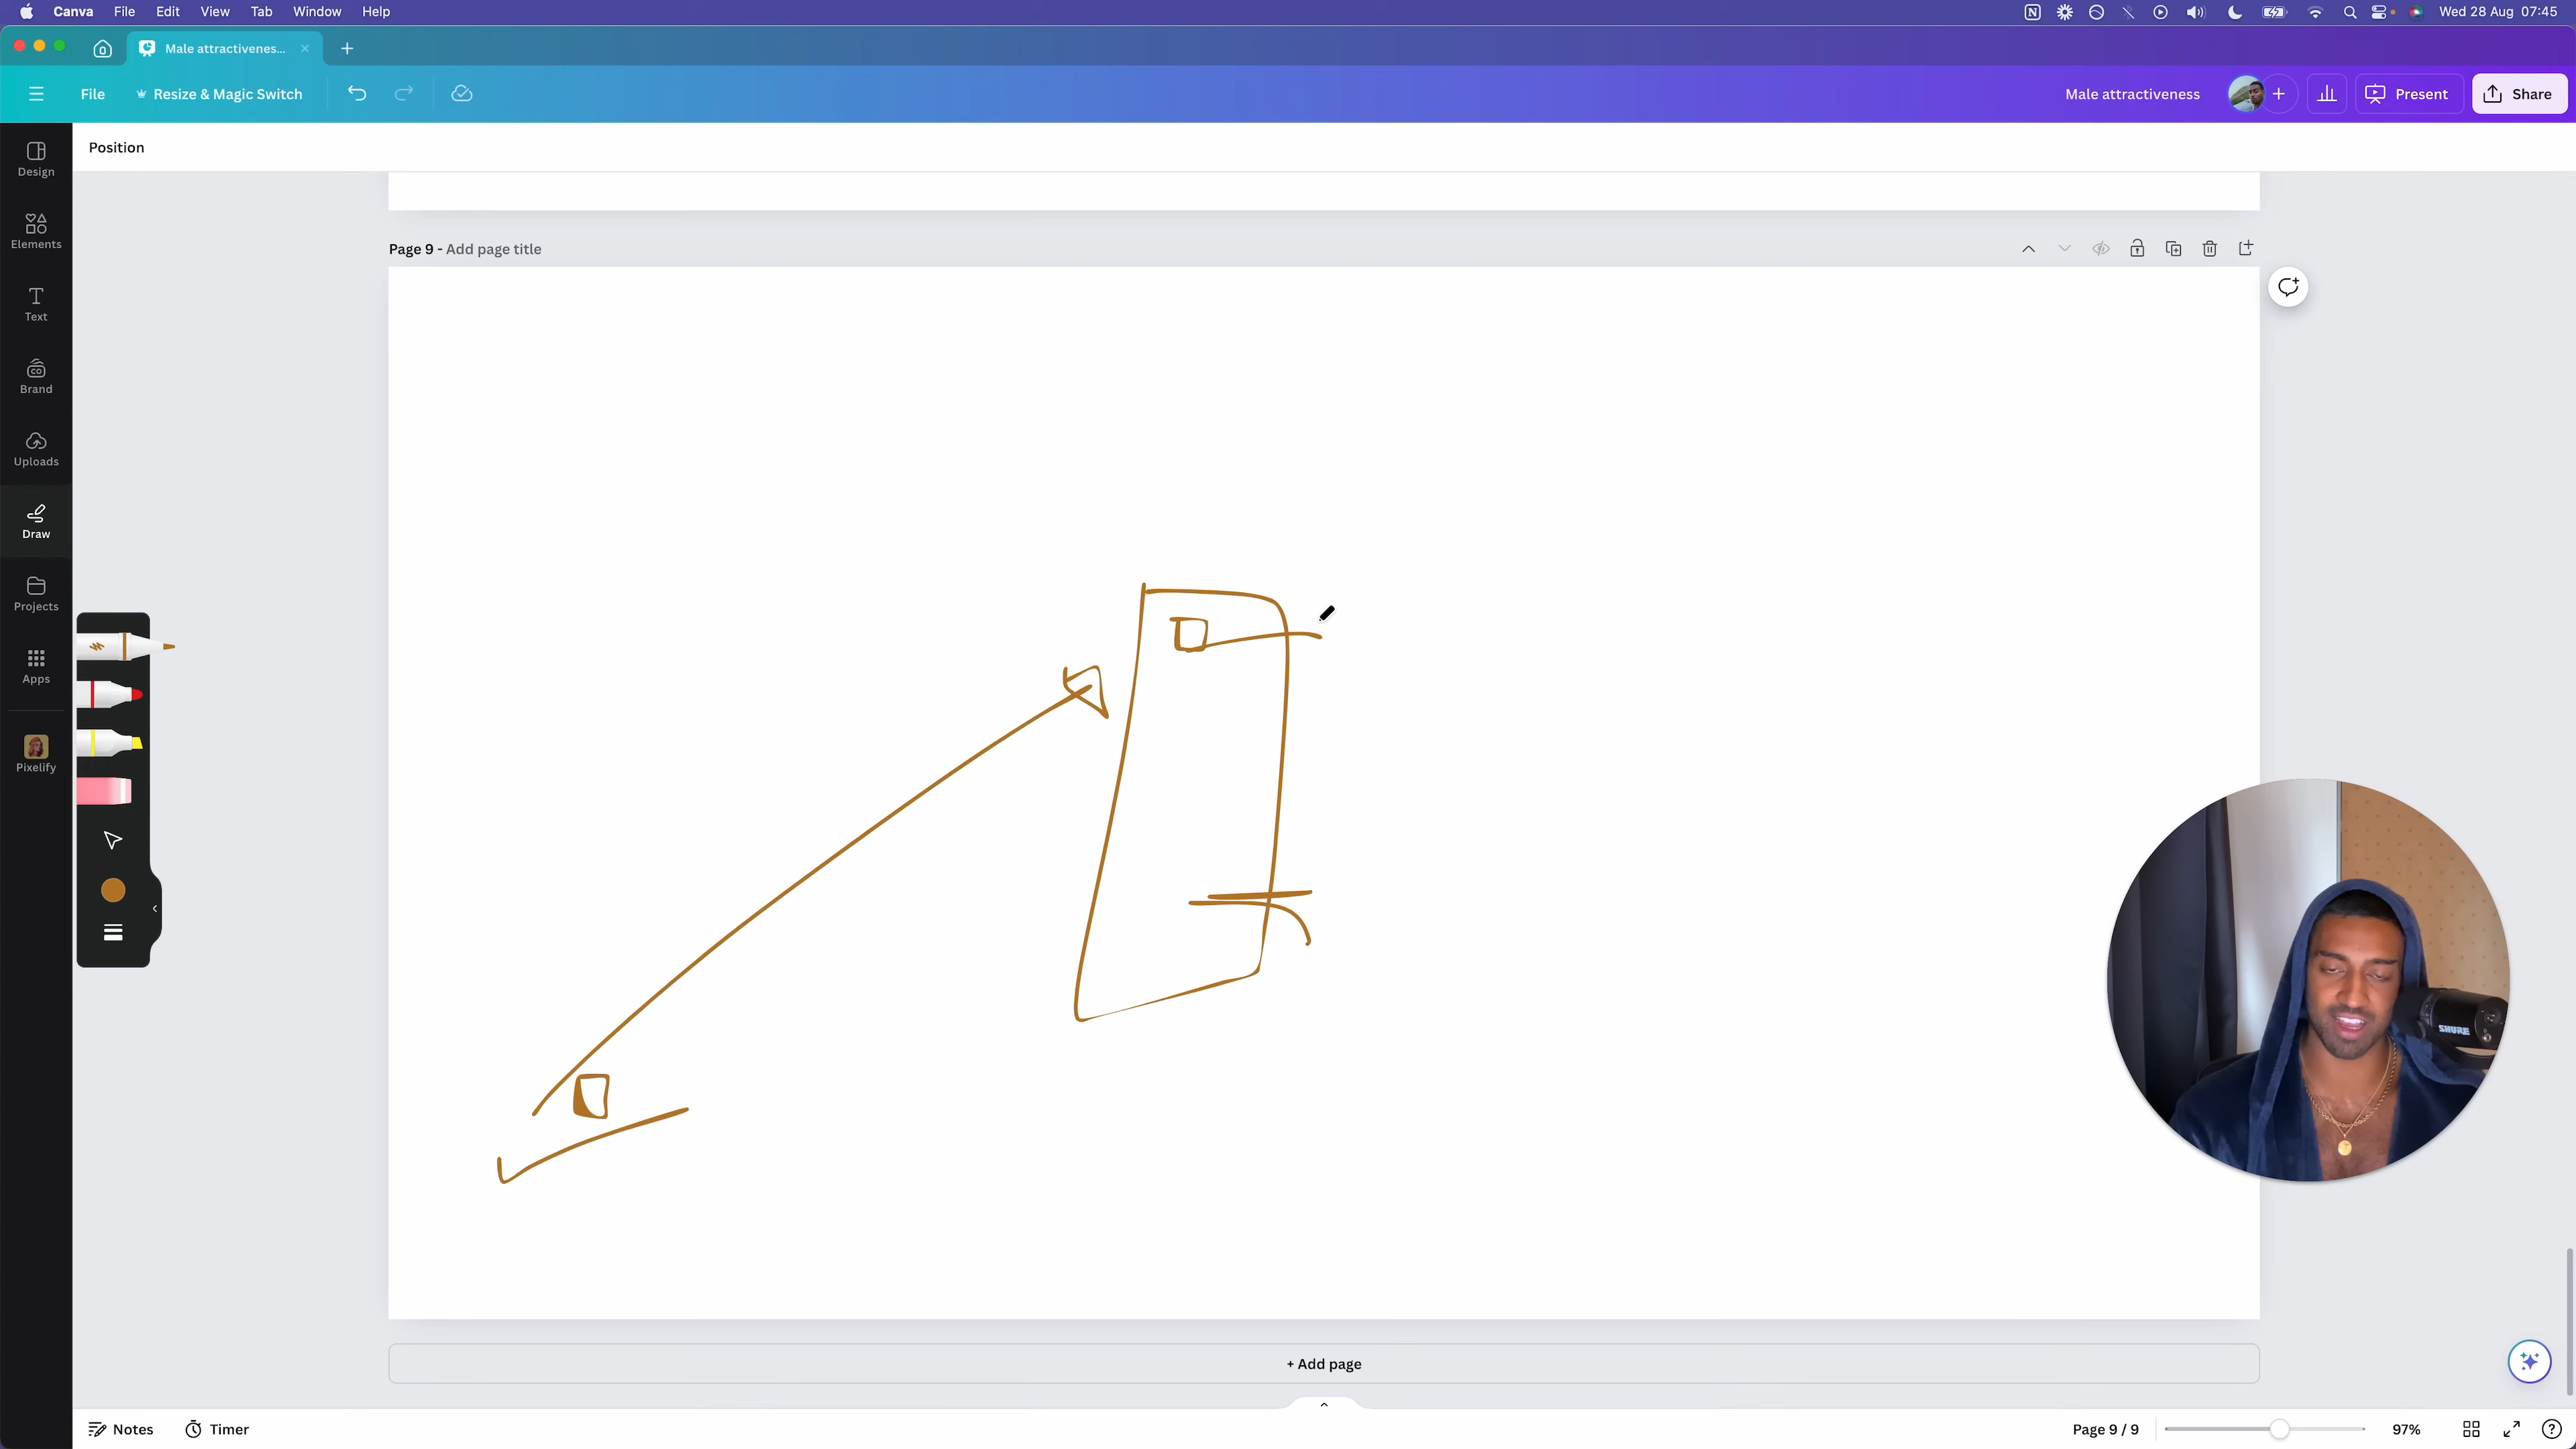 Canva File Edit View Tab Window Help
Wed 28 Aug 07:45
Male attractivenes...
File Resize & Magic Switch
Male attractiveness
Present
Share
Position
Design
Elements
Text
Brand
Uploads
Draw
Projects
Apps
Pixelify
Page 9 - Add page title
SHURE
+ Add page
Notes Timer
Page 9 / 9
97%